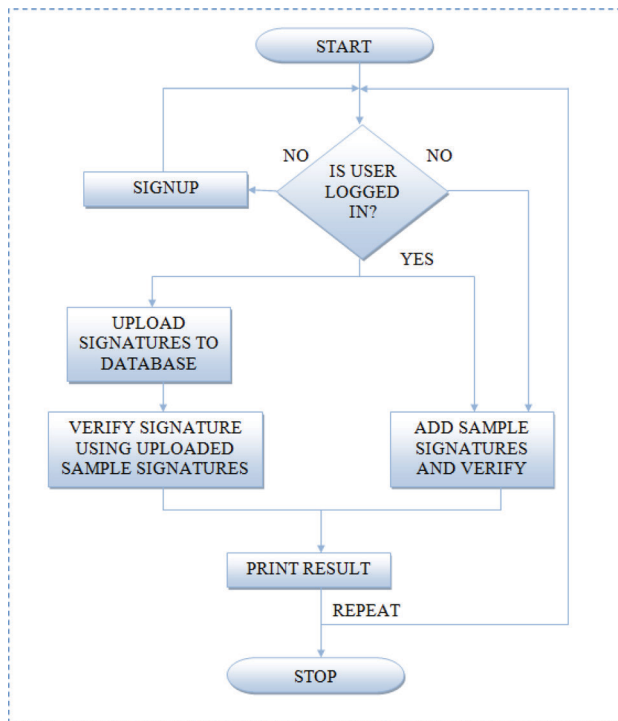 START
NO
NO
IS USER
LOGGED
IN?
SIGNUP
YES
UPLOAD
SIGNATURES TO
DATABASE
VERIFY SIGNATURE
USING UPLOADED
SAMPLE SIGNATURES
ADD SAMPLE
SIGNATURES
AND VERIFY
PRINT RESULT
REPEAT
STOP